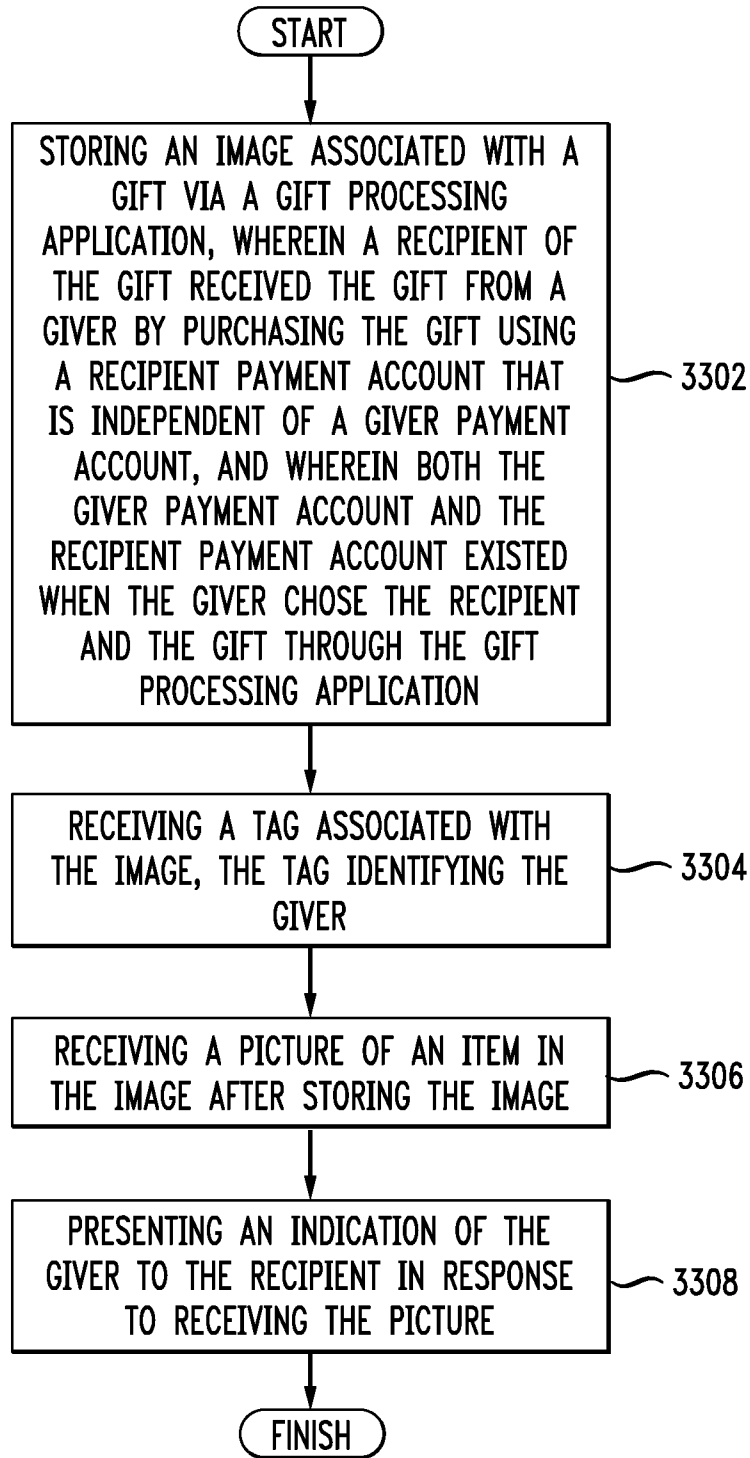 START
STORING AN IMAGE ASSOCIATED WITH A
GIFT VIA A GIFT PROCESSING
APPLICATION, WHEREIN A RECIPIENT OF
THE GIFT RECEIVED THE GIFT FROM A
GIVER BY PURCHASING THE GIFT USING
A RECIPIENT PAYMENT ACCOUNT THAT
IS INDEPENDENT OF A GIVER PAYMENT
ACCOUNT, AND WHEREIN BOTH THE
GIVER PAYMENT ACCOUNT AND THE
RECIPIENT PAYMENT ACCOUNT EXISTED
WHEN THE GIVER CHOSE THE RECIPIENT
AND THE GIFT THROUGH THE GIFT
PROCESSING APPLICATION
3302
RECEIVING A TAG ASSOCIATED WITH
THE IMAGE, THE TAG IDENTIFYING THE
GIVER
3304
RECEIVING A PICTURE OF AN ITEM IN
THE IMAGE AFTER STORING THE IMAGE
3306
PRESENTING AN INDICATION OF THE
GIVER TO THE RECIPIENT IN RESPONSE
TO RECEIVING THE PICTURE
3308
FINISH